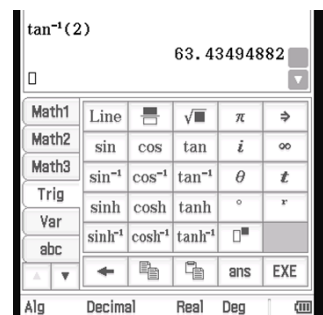 tan⁻¹(2)
63.43494882
Math1 Line √ π ⇒
Math2 sin cos tan i ∞
Math3 sin⁻¹ cos⁻¹ tan⁻¹ θ t
Trig sinh cosh tanh ° r
Var sinh⁻¹ cosh⁻¹ tanh⁻¹
abc
ans EXE
Alg Decimal Real Deg